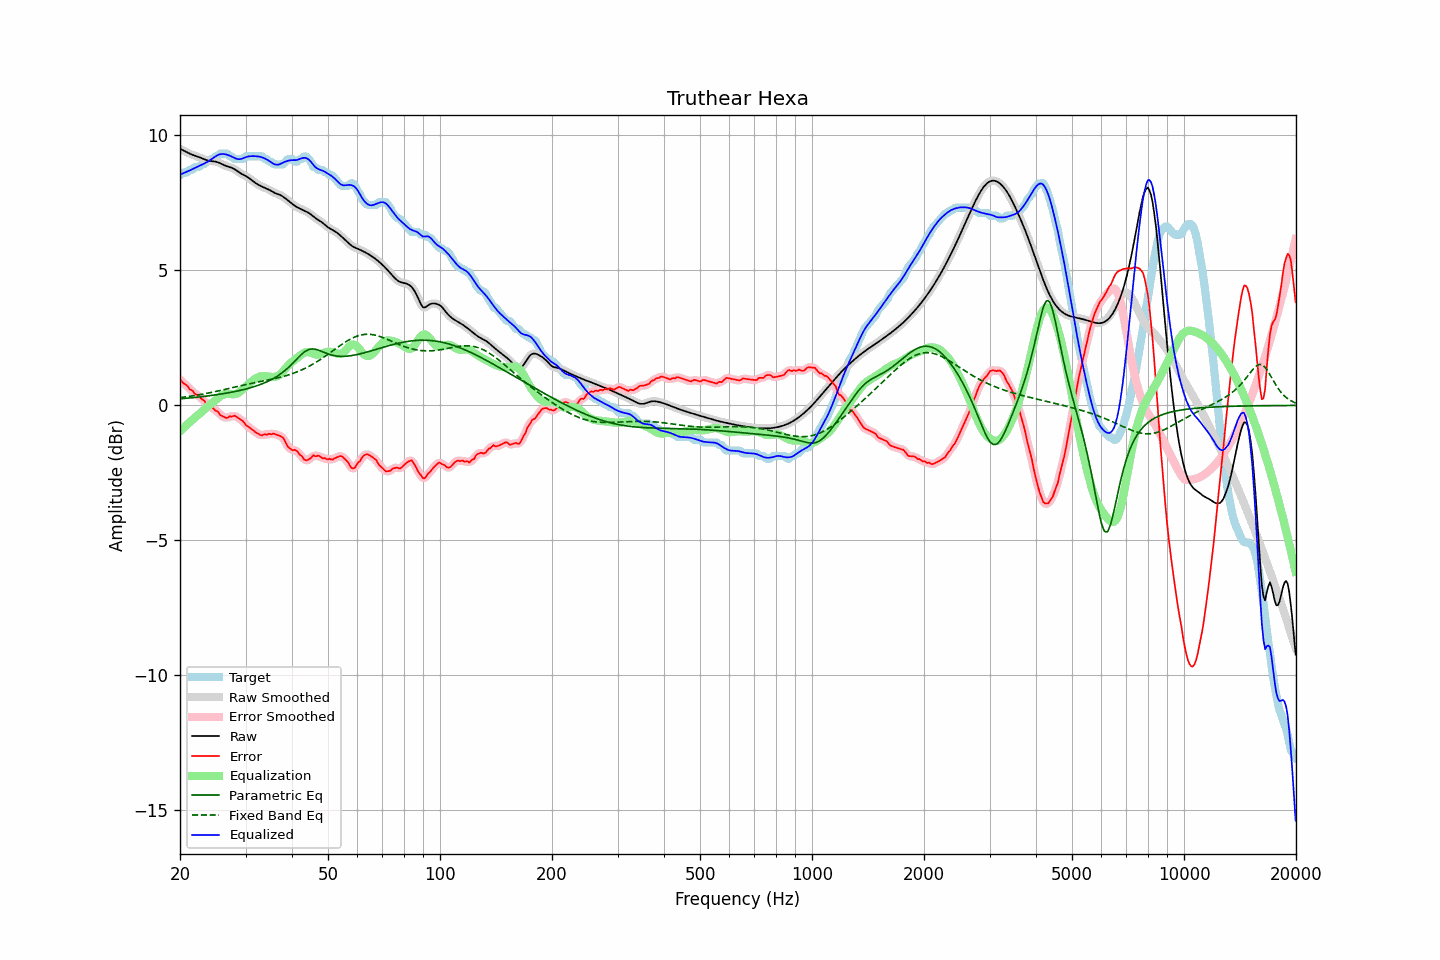 Truthear Hexa
Amplitude (dBr)
10
5
0
−5
−10
−15
Target
Raw Smoothed
Error Smoothed
Raw
Error
Equalization
Parametric Eq
Fixed Band Eq
Equalized
20
50
100
200
500
1000
2000
5000
10000
20000
Frequency (Hz)